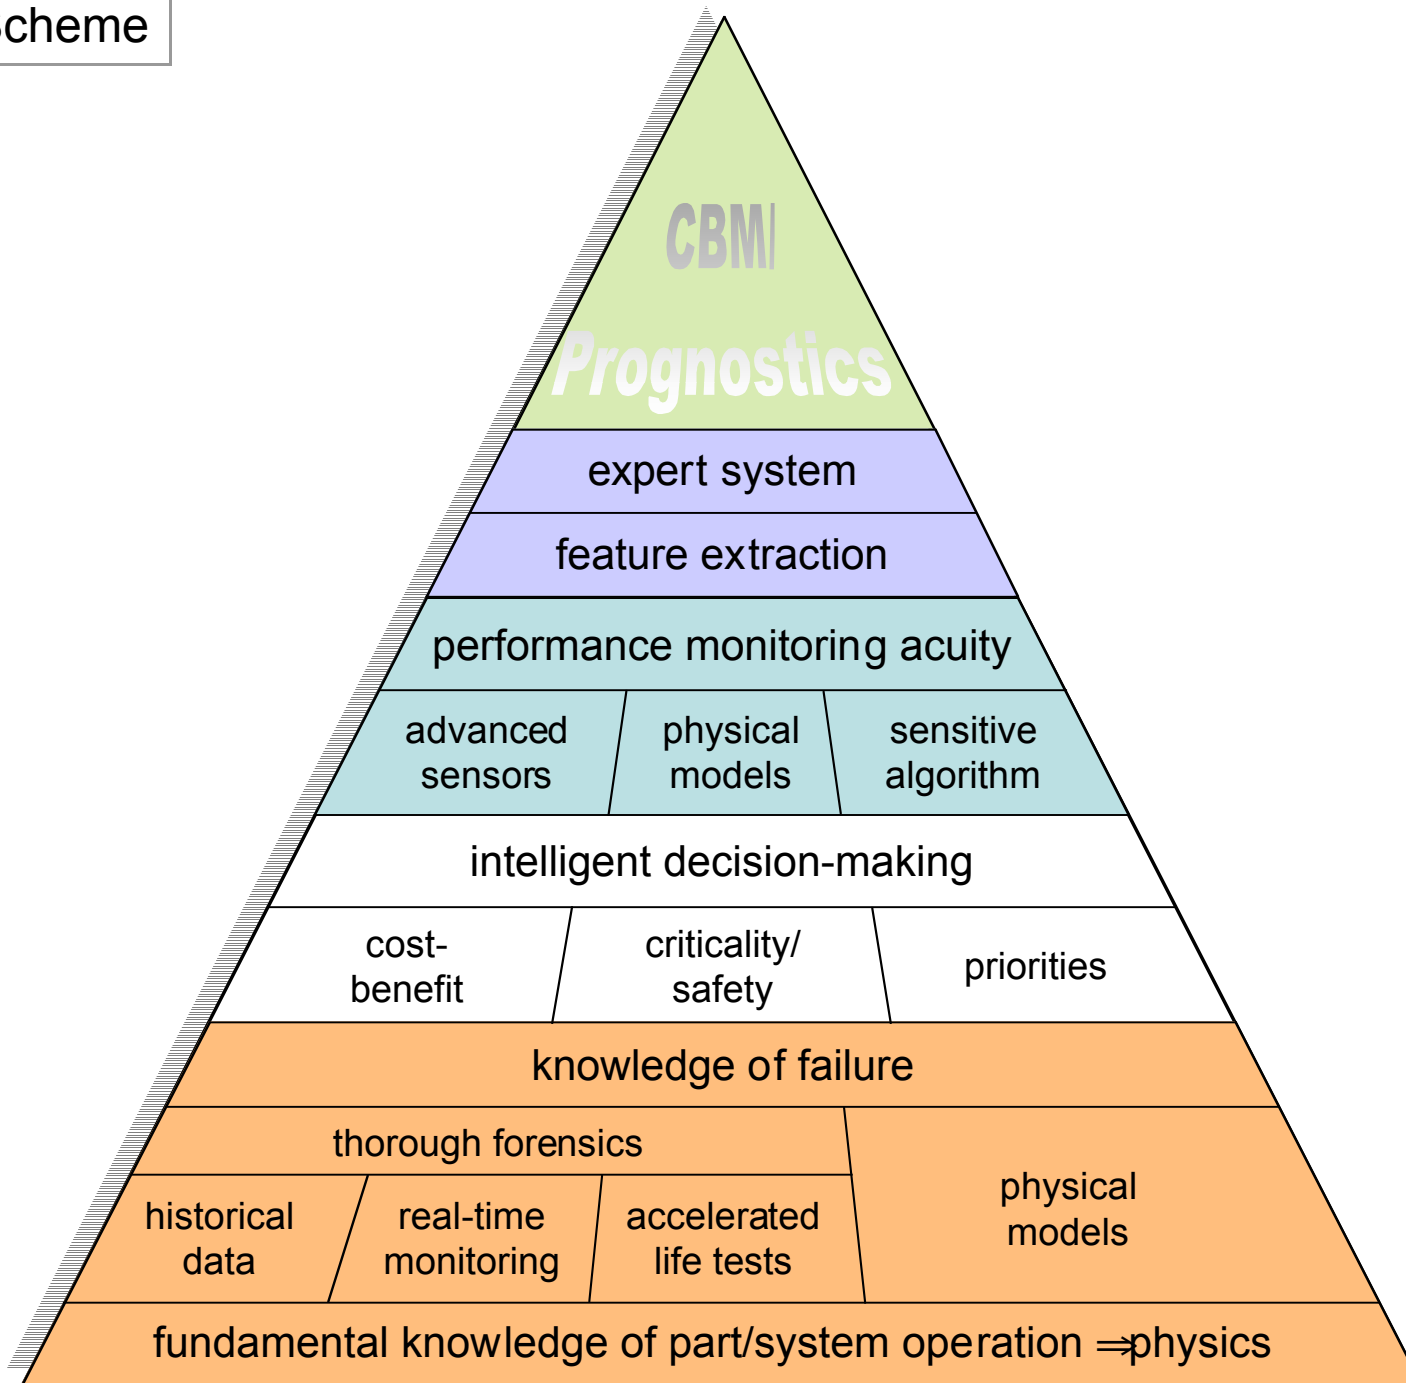 cheme
CBM|
Prognostics
expert system
feature extraction
performance monitoring acuity
advanced
sensors
physical
models
sensitive
algorithm
intelligent decision-making
cost-
benefit
criticality/
safety
priorities
knowledge of failure
thorough forensics
physical
models
historical
data
real-time
monitoring
accelerated
life tests
fundamental knowledge of part/system operation ⇒physics